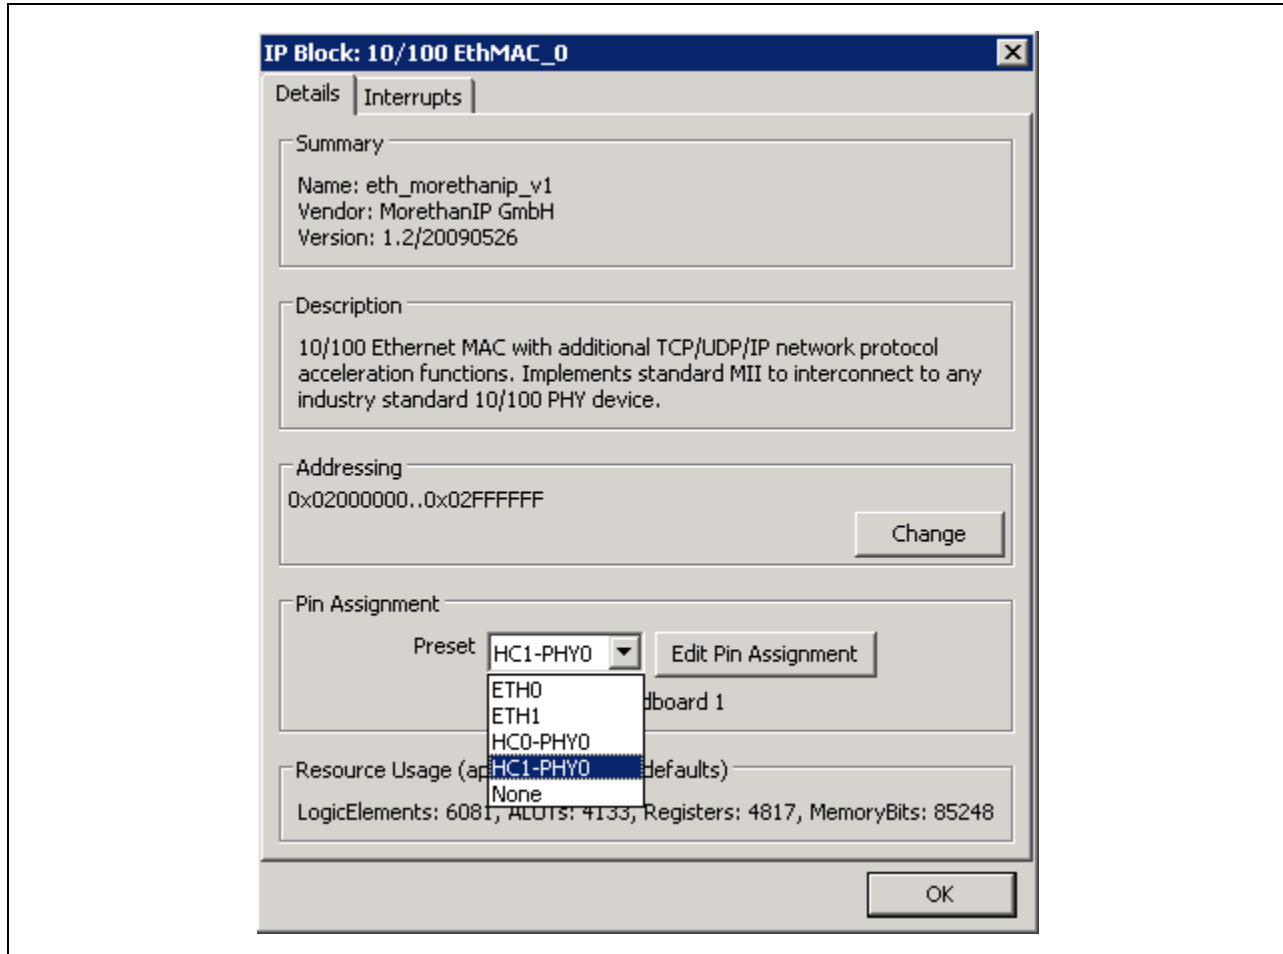 IP Block: 10/100 EthMAC_0
Details
Interrupts
Summary
Name: eth_morethanip_v1
Vendor: MorethanIP GmbH
Version: 1.2/20090526
Description
10/100 Ethernet MAC with additional TCP/UDP/IP network protocol
acceleration functions. Implements standard MII to interconnect to any
industry standard 10/100 PHY device.
Addressing
0x02000000..0x02FFFFFF
Change
Pin Assignment
Preset
HC1-PHY0
Edit Pin Assignment
ETH0
ETH1
HC0-PHY0
HC1-PHY0
None
board 1
Resource Usage
defaults)
LogicElements: 6081, ALUTs: 4133, Registers: 4817, MemoryBits: 85248
OK